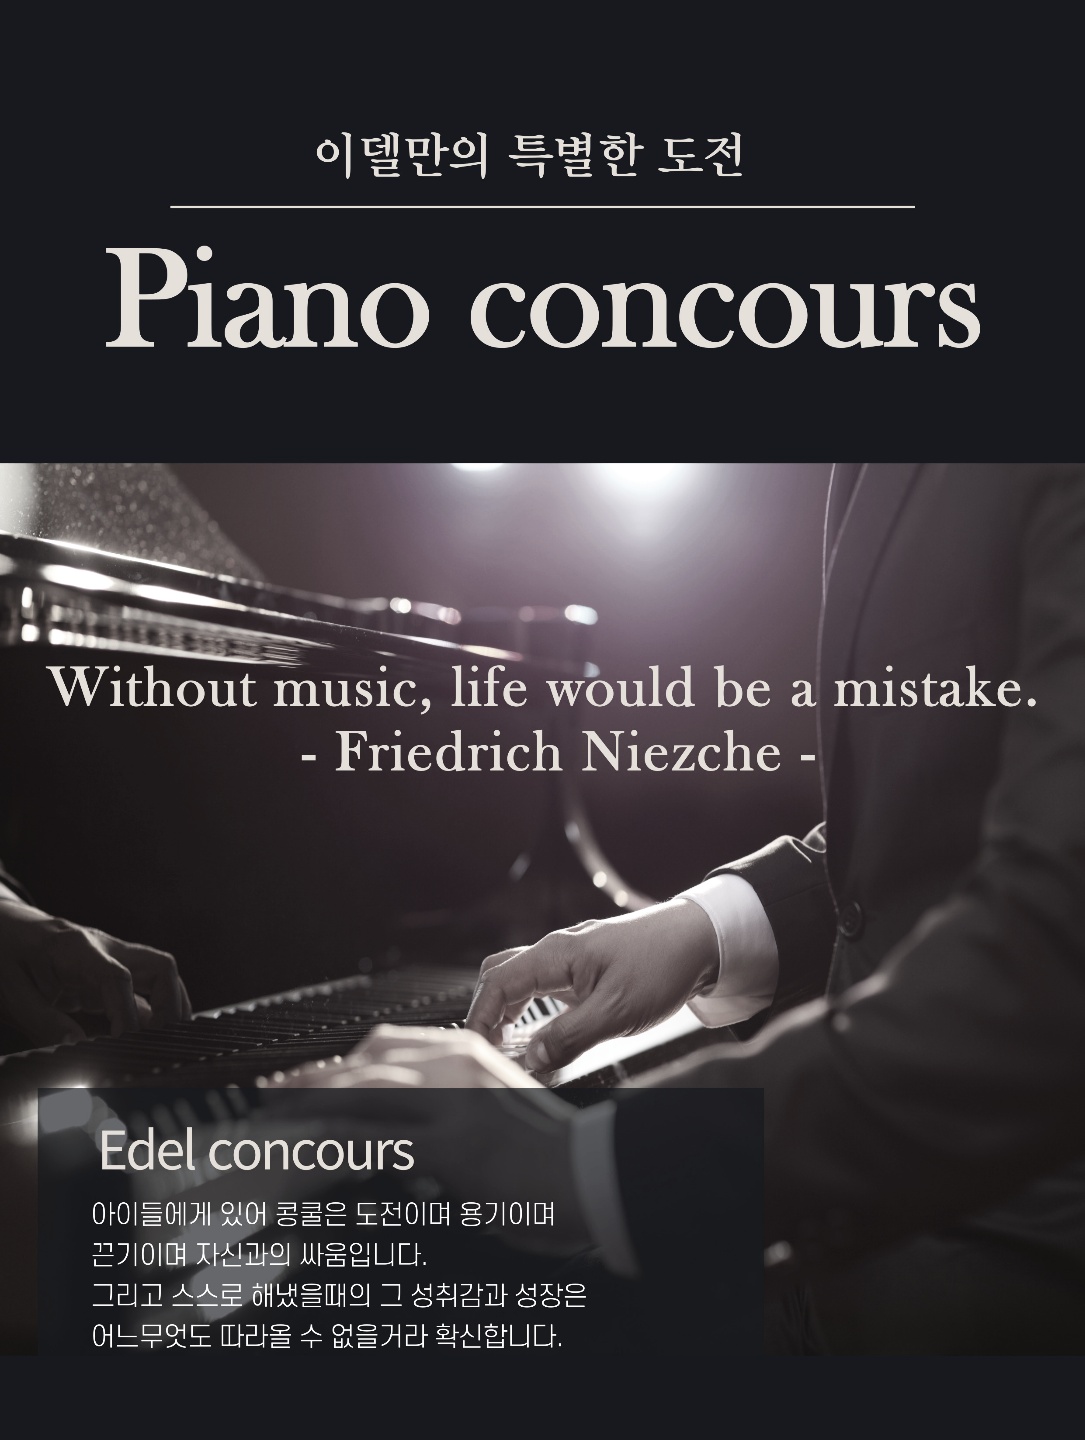 이델만의 특별한 도전
Piano concours
Without music, life would be a mistake.
- Friedrich Niezche -
Edel concours
아이들에게 있어 콩쿨은 도전이며 용기이며
끈기이며 자신과의 싸움입니다.
그리고 스스로 해냈을때의 그 성취감과 성장은
어느무엇도 따라올 수 없을거라 확신합니다.